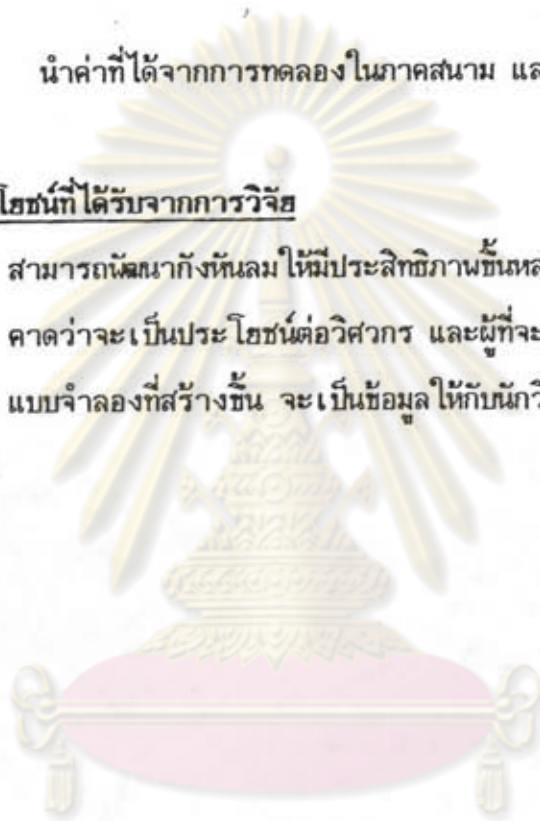 นำค่าที่ได้จากการทดลองในภาคสนาม และ
โยชน์ที่ได้รับจากการวิจัย
สามารถพัฒนากังหันลมให้มีประสิทธิภาพขึ้นหล
คาดว่าจะเป็นประโยชน์ต่อวิศวกร และผู้ที่จะ
แบบจำลองที่สร้างขึ้น จะเป็นข้อมูลให้กับนักวิ